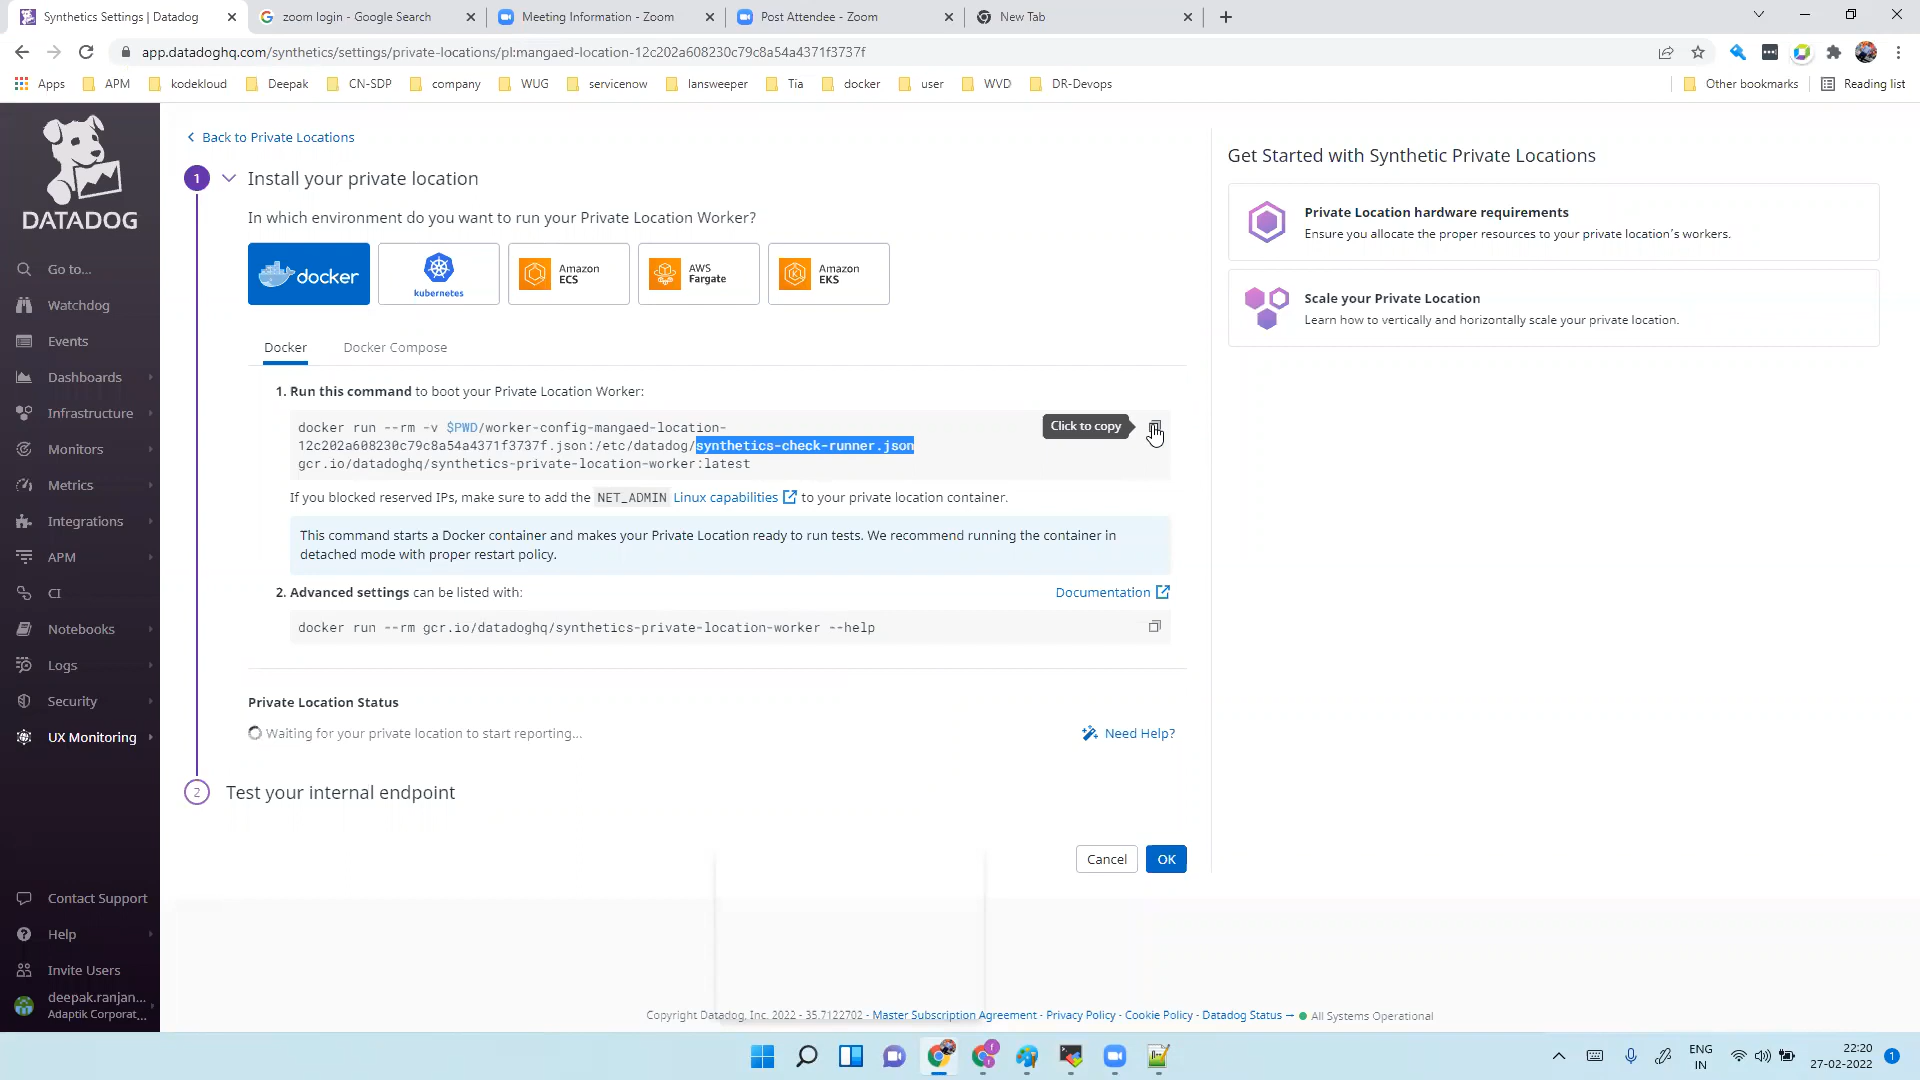 Synthetics Settings | Datadog
zoom login - Google Search
Meeting Information - Zoom
Post Attendee - Zoom
New Tab
app.datadoghq.com/synthetics/settings/private-locations/pl:mangaed-location-12c202a608230c79c8a54a4371f3737f
Apps
APM
kodekloud
Deepak
CN-SDP
company
WUG
servicenow
lansweeper
Tia
docker
user
WVD
DR-Devops
Other bookmarks
Reading list
DATADOG
Go to...
Watchdog
Events
Dashboards
Infrastructure
Monitors
Metrics
Integrations
APM
CI
Notebooks
Logs
Security
UX Monitoring
Contact Support
Help
Invite Users
deepak.ranjan...
Adaptik Corporat...
Back to Private Locations
1
Install your private location
In which environment do you want to run your Private Location Worker?
docker
kubernetes
Amazon
ECS
AWS
Fargate
Amazon
EKS
Docker
Docker Compose
1. Run this command to boot your Private Location Worker:
docker run --rm -v $PWD/worker-config-mangaed-location-
12c202a608230c79c8a54a4371f3737f.json:/etc/datadog/synthetics-check-runner.json
gcr.io/datadoghq/synthetics-private-location-worker:latest
Click to copy
If you blocked reserved IPs, make sure to add the NET_ADMIN Linux capabilities to your private location container.
This command starts a Docker container and makes your Private Location ready to run tests. We recommend running the container in
detached mode with proper restart policy.
2. Advanced settings can be listed with:
Documentation
docker run --rm gcr.io/datadoghq/synthetics-private-location-worker --help
Private Location Status
Waiting for your private location to start reporting...
Need Help?
2
Test your internal endpoint
Cancel
OK
Get Started with Synthetic Private Locations
Private Location hardware requirements
Ensure you allocate the proper resources to your private location's workers.
Scale your Private Location
Learn how to vertically and horizontally scale your private location.
Copyright Datadog, Inc. 2022 - 35.7122702 - Master Subscription Agreement - Privacy Policy - Cookie Policy - Datadog Status → All Systems Operational
ENG
IN
22:20
27-02-2022
1